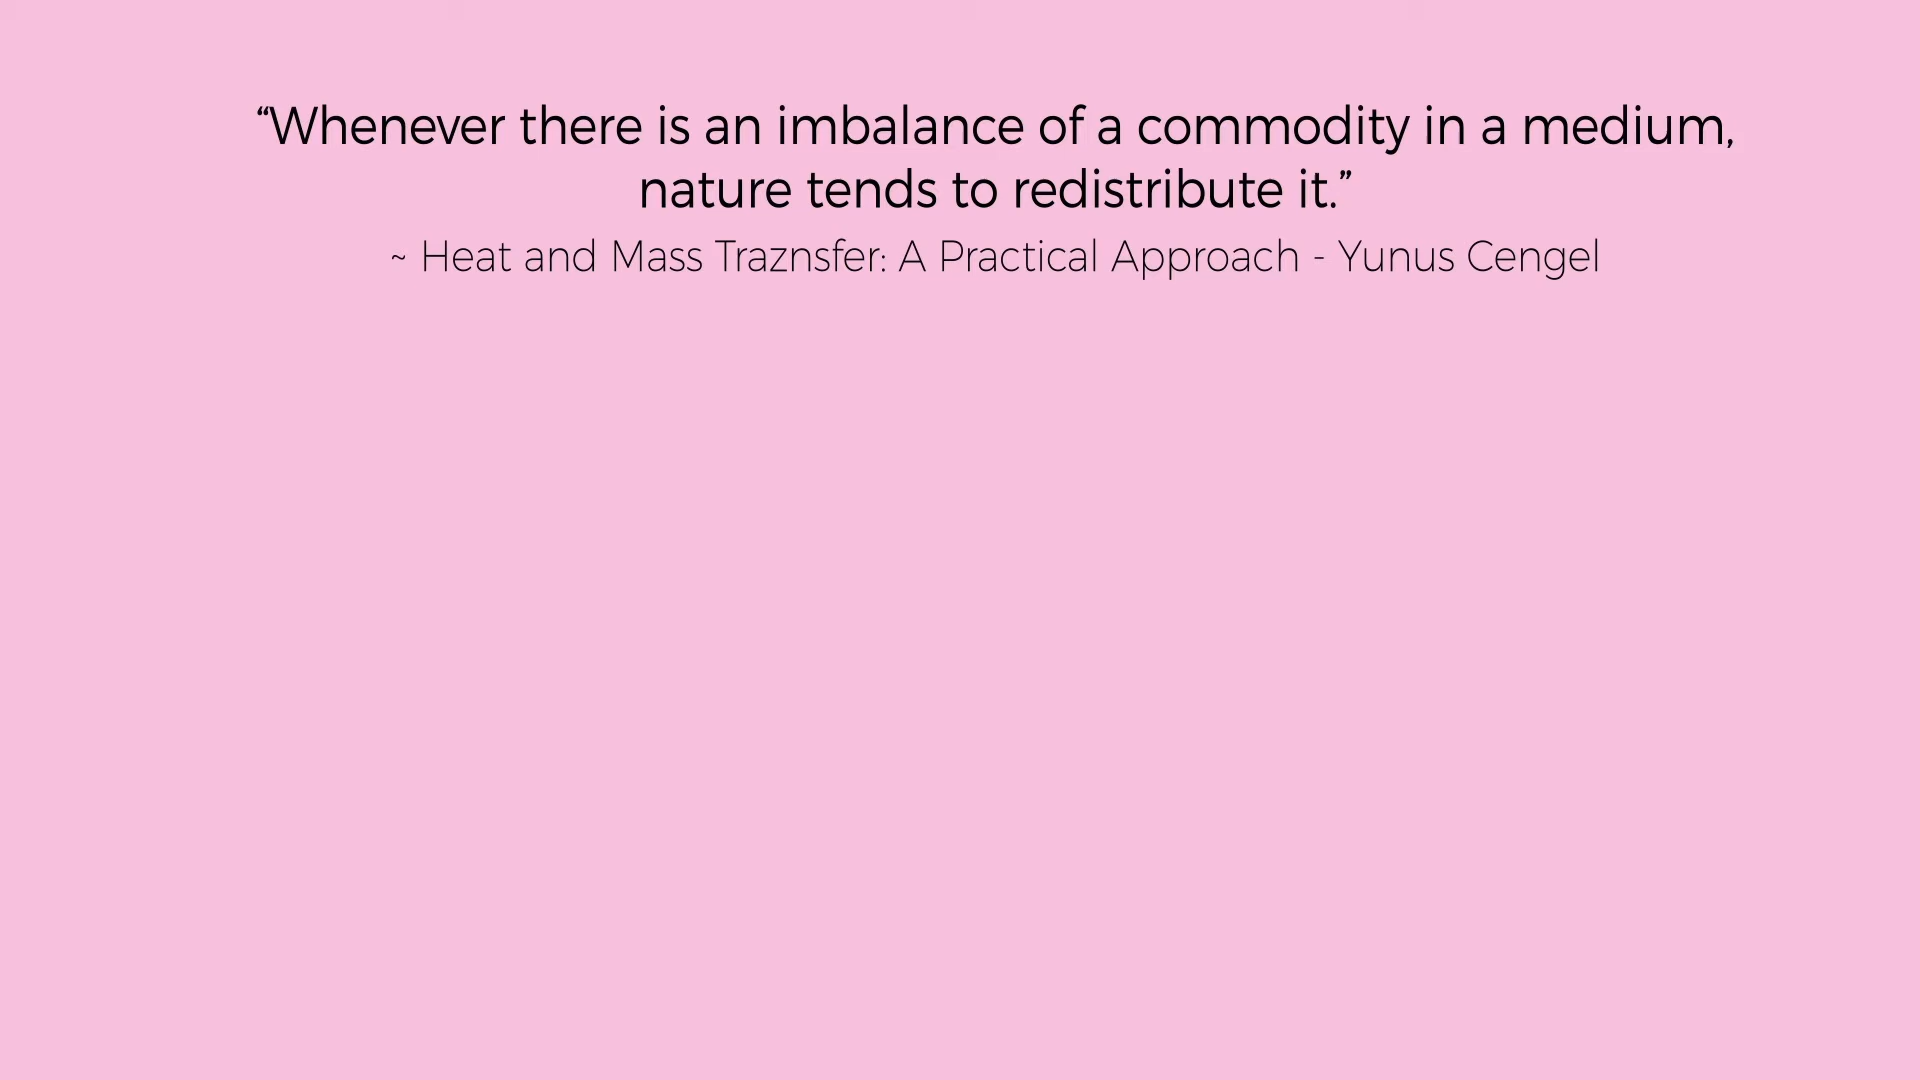 “Whenever there is an imbalance of a commodity in a medium,
nature tends to redistribute it.”
~ Heat and Mass Traznsfer: A Practical Approach - Yunus Cengel